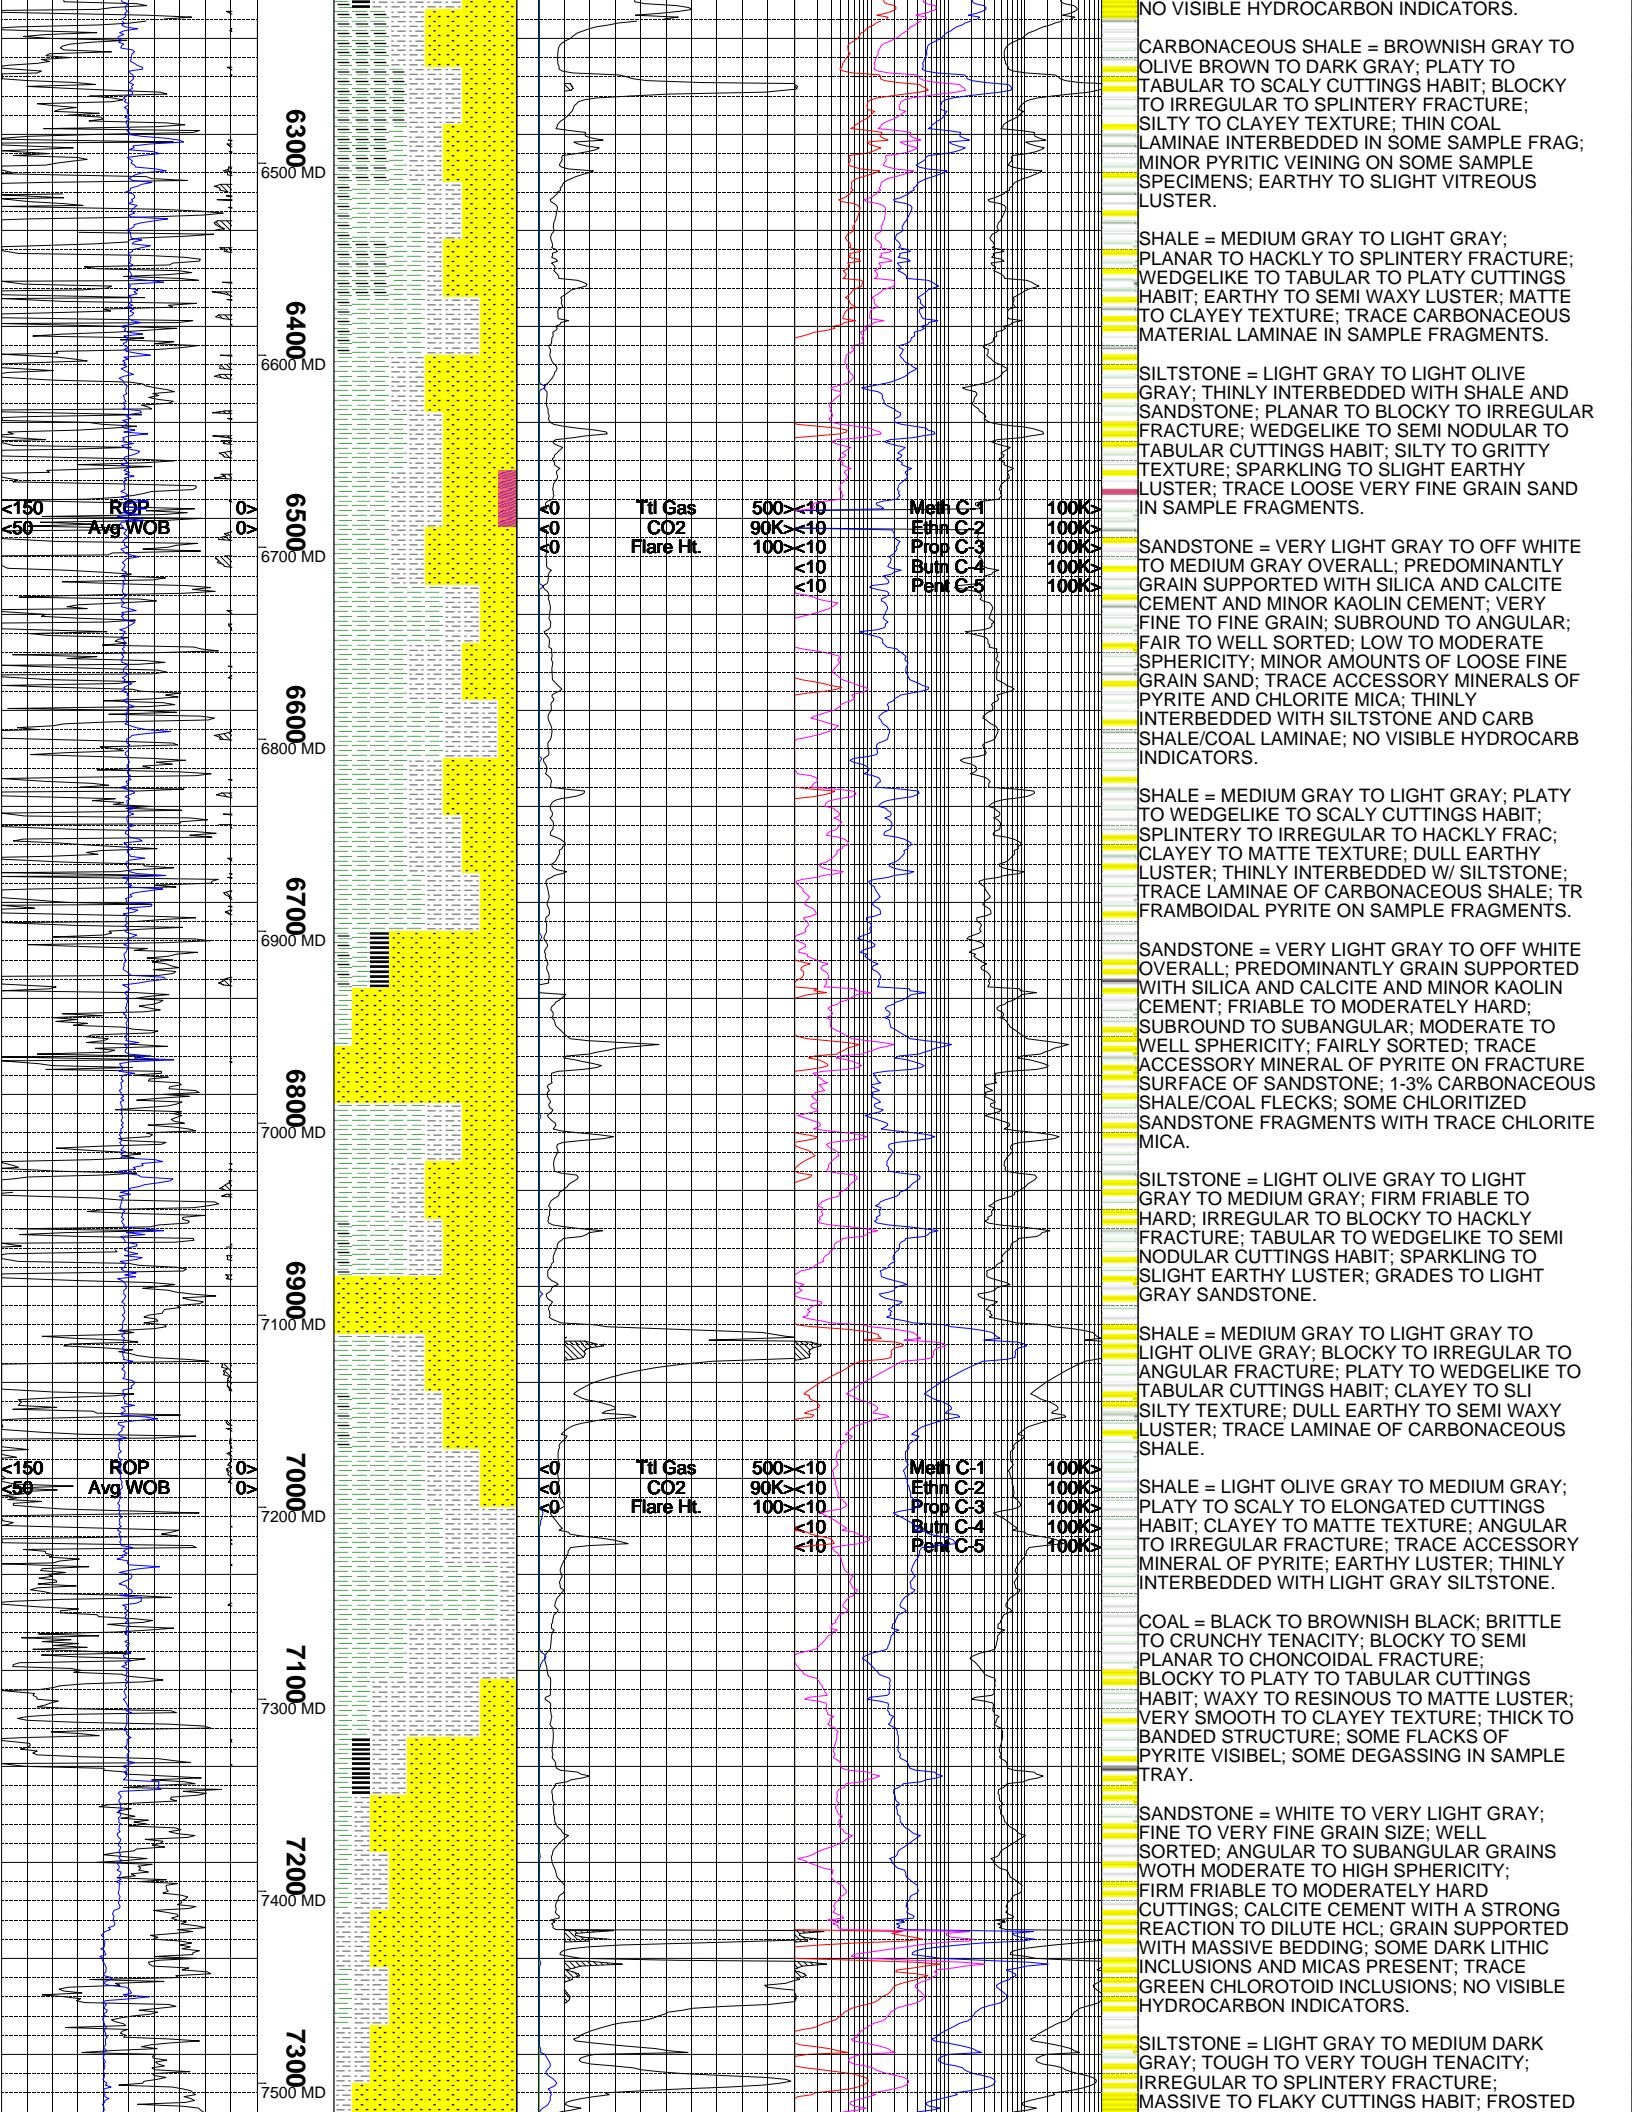 6300
6500 MD
6400
6600 MD
6500
6700 MD
6600
6800 MD
6700
6900 MD
6800
7000 MD
6900
7100 MD
7000
7200 MD
7100
7300 MD
7200
7400 MD
7300
7500 MD
<150 ROP 0>
<50 Avg WOB 0>
<0 Ttl Gas 500>
<0 CO2 90K>
<0 Flare Ht. 100>
<10 Meth C-1 100K>
<10 Ethn C-2 100K>
<10 Prop C-3 100K>
<10 Butn C-4 100K>
<10 Pent C-5 100K>
<150 ROP 0>
<50 Avg WOB 0>
<0 Ttl Gas 500>
<0 CO2 90K>
<0 Flare Ht. 100>
<10 Meth C-1 100K>
<10 Ethn C-2 100K>
<10 Prop C-3 100K>
<10 Butn C-4 100K>
<10 Pent C-5 100K>
1
NO VISIBLE HYDROCARBON INDICATORS.
CARBONACEOUS SHALE = BROWNISH GRAY TO
OLIVE BROWN TO DARK GRAY; PLATY TO
TABULAR TO SCALY CUTTINGS HABIT; BLOCKY
TO IRREGULAR TO SPLINTERY FRACTURE;
SILTY TO CLAYEY TEXTURE; THIN COAL
LAMINAE INTERBEDDED IN SOME SAMPLE FRAG;
MINOR PYRITIC VEINING ON SOME SAMPLE
SPECIMENS; EARTHY TO SLIGHT VITREOUS
LUSTER.
SHALE = MEDIUM GRAY TO LIGHT GRAY;
PLANAR TO HACKLY TO SPLINTERY FRACTURE;
WEDGELIKE TO TABULAR TO PLATY CUTTINGS
HABIT; EARTHY TO SEMI WAXY LUSTER; MATTE
TO CLAYEY TEXTURE; TRACE CARBONACEOUS
MATERIAL LAMINAE IN SAMPLE FRAGMENTS.
SILTSTONE = LIGHT GRAY TO LIGHT OLIVE
GRAY; THINLY INTERBEDDED WITH SHALE AND
SANDSTONE; PLANAR TO BLOCKY TO IRREGULAR
FRACTURE; WEDGELIKE TO SEMI NODULAR TO
TABULAR CUTTINGS HABIT; SILTY TO GRITTY
TEXTURE; SPARKLING TO SLIGHT EARTHY
LUSTER; TRACE LOOSE VERY FINE GRAIN SAND
IN SAMPLE FRAGMENTS.
SANDSTONE = VERY LIGHT GRAY TO OFF WHITE
TO MEDIUM GRAY OVERALL; PREDOMINANTLY
GRAIN SUPPORTED WITH SILICA AND CALCITE
CEMENT AND MINOR KAOLIN CEMENT; VERY
FINE TO FINE GRAIN; SUBROUND TO ANGULAR;
FAIR TO WELL SORTED; LOW TO MODERATE
SPHERICITY; MINOR AMOUNTS OF LOOSE FINE
GRAIN SAND; TRACE ACCESSORY MINERALS OF
PYRITE AND CHLORITE MICA; THINLY
INTERBEDDED WITH SILTSTONE AND CARB
SHALE/COAL LAMINAE; NO VISIBLE HYDROCARB
INDICATORS.
SHALE = MEDIUM GRAY TO LIGHT GRAY; PLATY
TO WEDGELIKE TO SCALY CUTTINGS HABIT;
SPLINTERY TO IRREGULAR TO HACKLY FRAC;
CLAYEY TO MATTE TEXTURE; DULL EARTHY
LUSTER; THINLY INTERBEDDED W/ SILTSTONE;
TRACE LAMINAE OF CARBONACEOUS SHALE; TR
FRAMBOIDAL PYRITE ON SAMPLE FRAGMENTS.
SANDSTONE = VERY LIGHT GRAY TO OFF WHITE
OVERALL; PREDOMINANTLY GRAIN SUPPORTED
WITH SILICA AND CALCITE AND MINOR KAOLIN
CEMENT; FRIABLE TO MODERATELY HARD;
SUBROUND TO SUBANGULAR; MODERATE TO
WELL SPHERICITY; FAIRLY SORTED; TRACE
ACCESSORY MINERAL OF PYRITE ON FRACTURE
SURFACE OF SANDSTONE; 1-3% CARBONACEOUS
SHALE/COAL FLECKS; SOME CHLORITIZED
SANDSTONE FRAGMENTS WITH TRACE CHLORITE
MICA.
SILTSTONE = LIGHT OLIVE GRAY TO LIGHT
GRAY TO MEDIUM GRAY; FIRM FRIABLE TO
HARD; IRREGULAR TO BLOCKY TO HACKLY
FRACTURE; TABULAR TO WEDGELIKE TO SEMI
NODULAR CUTTINGS HABIT; SPARKLING TO
SLIGHT EARTHY LUSTER; GRADES TO LIGHT
GRAY SANDSTONE.
SHALE = MEDIUM GRAY TO LIGHT GRAY TO
LIGHT OLIVE GRAY; BLOCKY TO IRREGULAR TO
ANGULAR FRACTURE; PLATY TO WEDGELIKE TO
TABULAR CUTTINGS HABIT; CLAYEY TO SLI
SILTY TEXTURE; DULL EARTHY TO SEMI WAXY
LUSTER; TRACE LAMINAE OF CARBONACEOUS
SHALE.
SHALE = LIGHT OLIVE GRAY TO MEDIUM GRAY;
PLATY TO SCALY TO ELONGATED CUTTINGS
HABIT; CLAYEY TO MATTE TEXTURE; ANGULAR
TO IRREGULAR FRACTURE; TRACE ACCESSORY
MINERAL OF PYRITE; EARTHY LUSTER; THINLY
INTERBEDDED WITH LIGHT GRAY SILTSTONE.
COAL = BLACK TO BROWNISH BLACK; BRITTLE
TO CRUNCHY TENACITY; BLOCKY TO SEMI
PLANAR TO CHONCOIDAL FRACTURE;
BLOCKY TO PLATY TO TABULAR CUTTINGS
HABIT; WAXY TO RESINOUS TO MATTE LUSTER;
VERY SMOOTH TO CLAYEY TEXTURE; THICK TO
BANDED STRUCTURE; SOME FLACKS OF
PYRITE VISIBEL; SOME DEGASSING IN SAMPLE
TRAY.
SANDSTONE = WHITE TO VERY LIGHT GRAY;
FINE TO VERY FINE GRAIN SIZE; WELL
SORTED; ANGULAR TO SUBANGULAR GRAINS
WOTH MODERATE TO HIGH SPHERICITY;
FIRM FRIABLE TO MODERATELY HARD
CUTTINGS; CALCITE CEMENT WITH A STRONG
REACTION TO DILUTE HCL; GRAIN SUPPORTED
WITH MASSIVE BEDDING; SOME DARK LITHIC
INCLUSIONS AND MICAS PRESENT; TRACE
GREEN CHLOROTOID INCLUSIONS; NO VISIBLE
HYDROCARBON INDICATORS.
SILTSTONE = LIGHT GRAY TO MEDIUM DARK
GRAY; TOUGH TO VERY TOUGH TENACITY;
IRREGULAR TO SPLINTERY FRACTURE;
MASSIVE TO FLAKY CUTTINGS HABIT; FROSTED